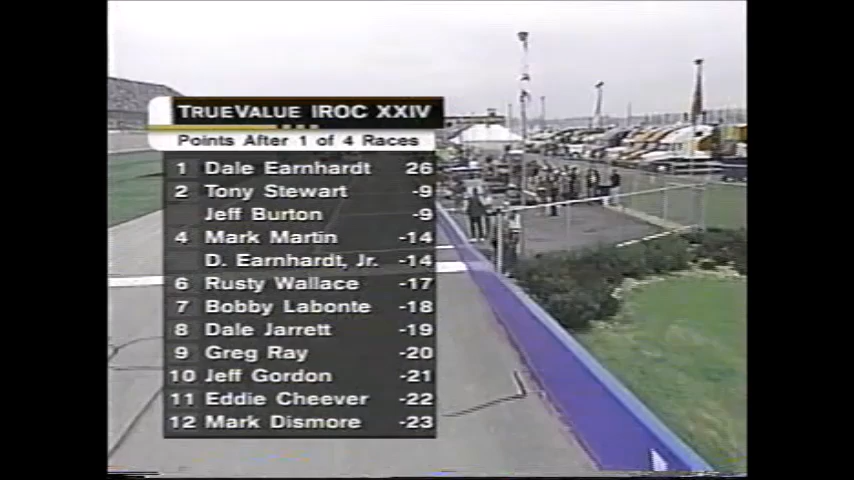 TRUEVALUE IROC XXIV
Points After 1 of 4 Races
1 Dale Earnhardt 26
2 Tony Stewart -9
Jeff Burton -9
4 Mark Martin -14
D. Earnhardt, Jr. -14
6 Rusty Wallace -17
7 Bobby Labonte -18
8 Dale Jarrett -19
9 Greg Ray -20
10 Jeff Gordon -21
11 Eddie Cheever -22
12 Mark Dismore -23